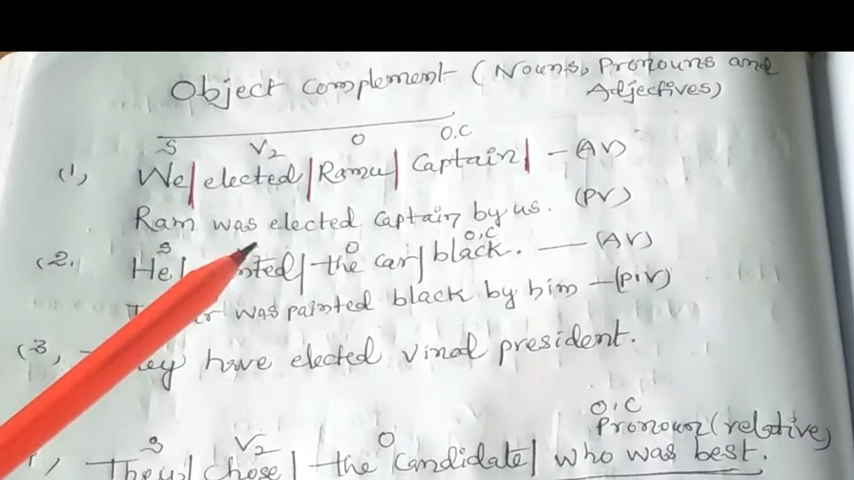 Object Complement (Nouns, Pronouns and
Adjectives)
S V2 O O.C
(1, We| elected |Ramu| Captain| - (AV)
Ram was elected captain by us. (PV)
S O O.C
(2. He| the car| black. - (AV)
was painted black by him - (PiV)
(3, have elected vinod president.
O.C
Pronoun (relative)
S V2 O
They| chose| the candidate| who was best.